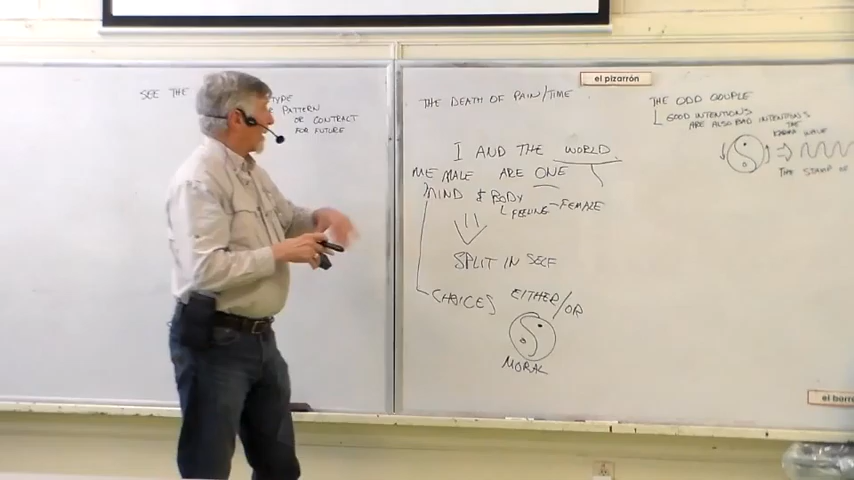 SEE THE
TYPE
PATTERN
OR CONTRACT
FOR FUTURE
THE DEATH OF PAIN/TIME
el pizarrón
THE ODD COUPLE
GOOD INTENTIONS
ARE ALSO BAD INTENTIONS
THE
KARMA WAVE
THE STAMP OF
I AND THE WORLD
ME MALE ARE ONE
MIND & BODY
FEELING - FEMALE
SPLIT IN SELF
CHOICES EITHER/OR
MORAL
el borr